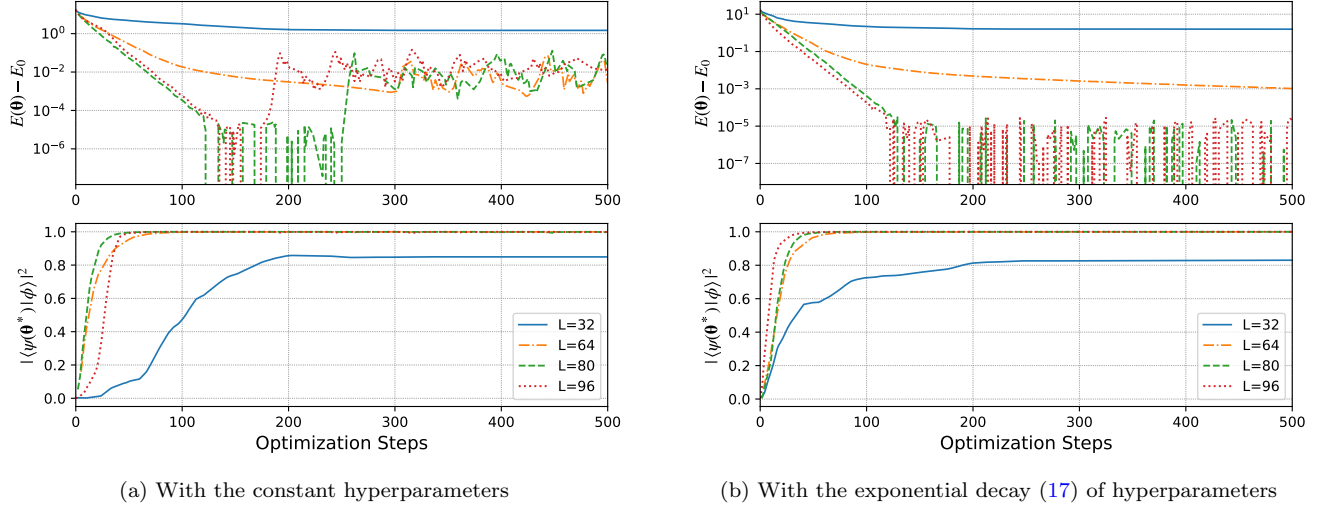 E(θ) − E₀
10⁰
10⁻²
10⁻⁴
10⁻⁶
0 100 200 300 400 500
|⟨ψ(θ*)|ϕ⟩|²
1.0
0.8
0.6
0.4
0.2
0.0
L=32
L=64
L=80
L=96
0 100 200 300 400 500
Optimization Steps
(a) With the constant hyperparameters
E(θ) − E₀
10¹
10⁻¹
10⁻³
10⁻⁵
10⁻⁷
0 100 200 300 400 500
|⟨ψ(θ*)|ϕ⟩|²
1.0
0.8
0.6
0.4
0.2
0.0
L=32
L=64
L=80
L=96
0 100 200 300 400 500
Optimization Steps
(b) With the exponential decay (17) of hyperparameters